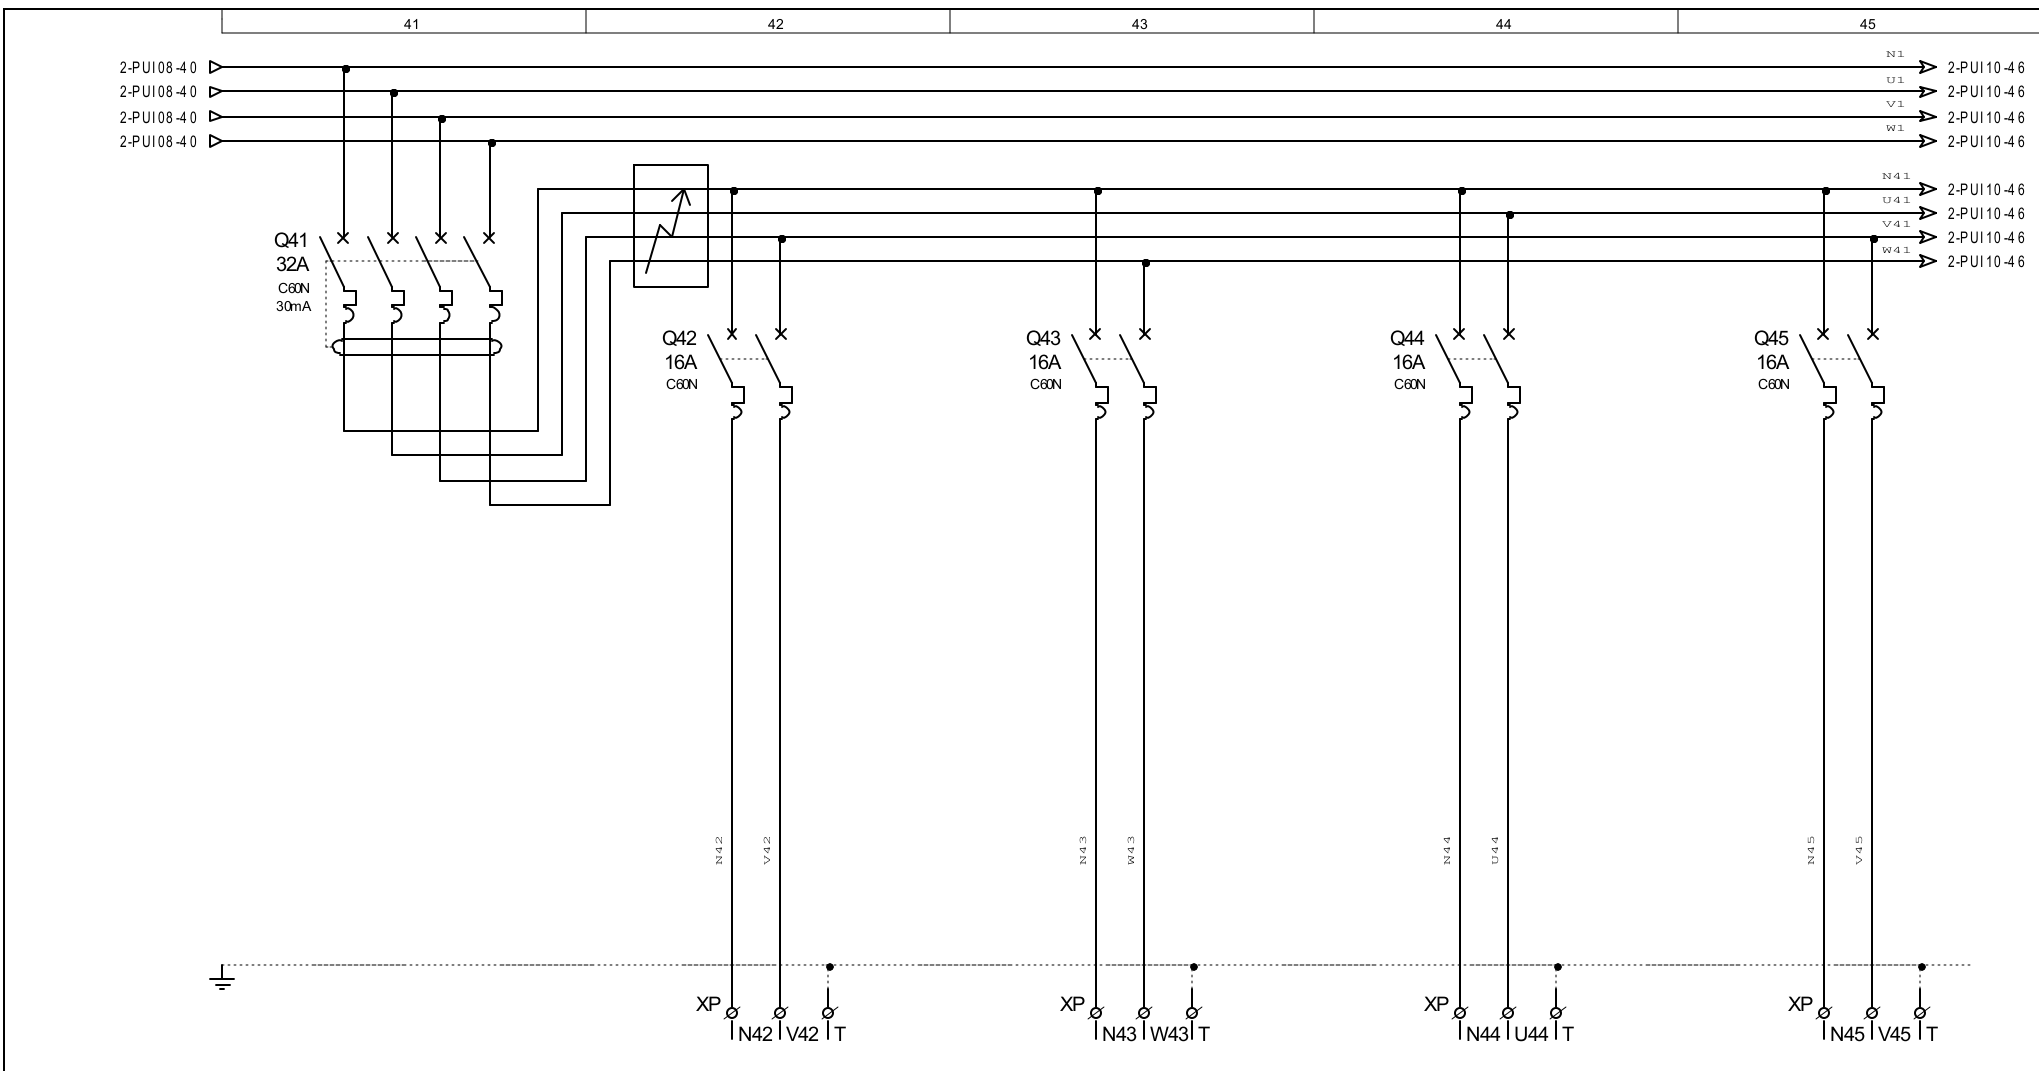 41 42 43 44 45
N1
2-PUI08-40 2-PUI10-46
U1
2-PUI08-40 2-PUI10-46
V1
2-PUI08-40 2-PUI10-46
W1
2-PUI08-40 2-PUI10-46
N41
2-PUI10-46
U41
2-PUI10-46
V41
2-PUI10-46
W41
2-PUI10-46
Q41
32A
C60N
30mA
Q42 Q43 Q44 Q45
16A 16A 16A 16A
C60N C60N C60N C60N
N42 V42 N43 W43 N44 U44 N45 V45
XP XP XP XP
N42 V42 T N43 W43 T N44 U44 T N45 V45 T